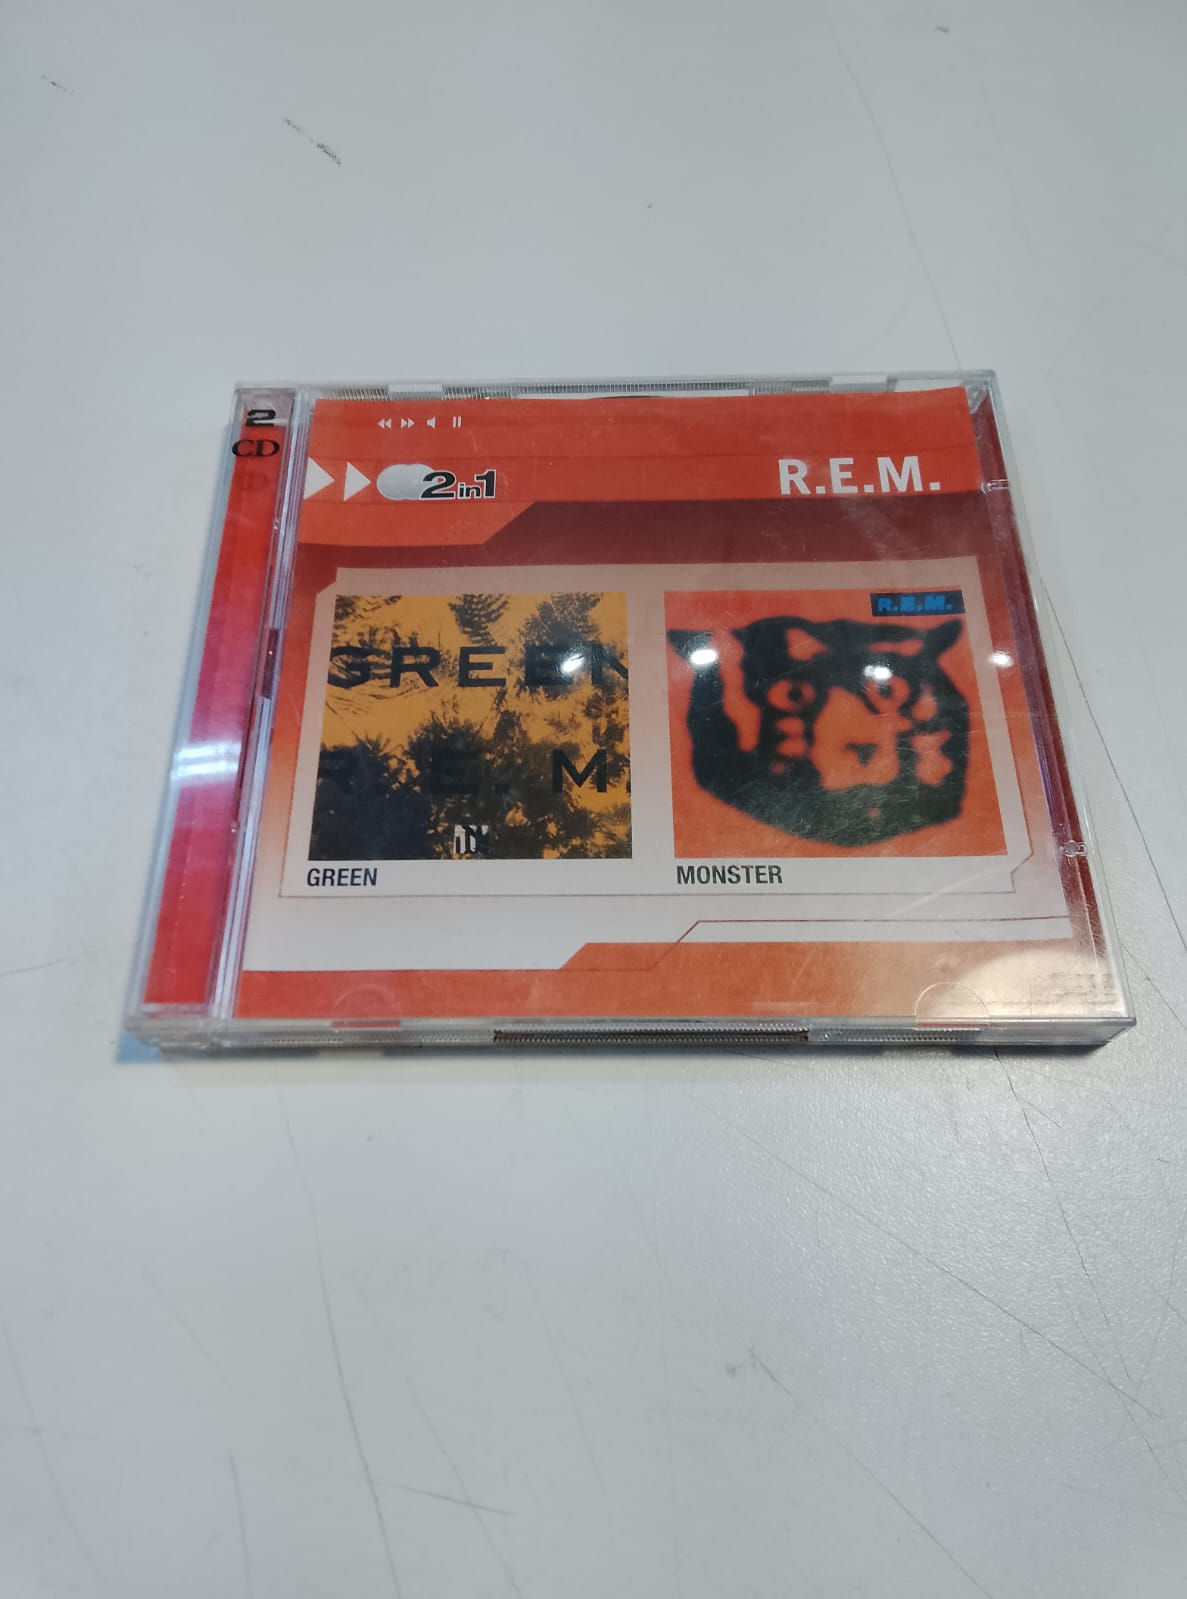 2
CD
2in1
R.E.M.
GREEN
R.E.M.
R.E.M.
GREEN
MONSTER